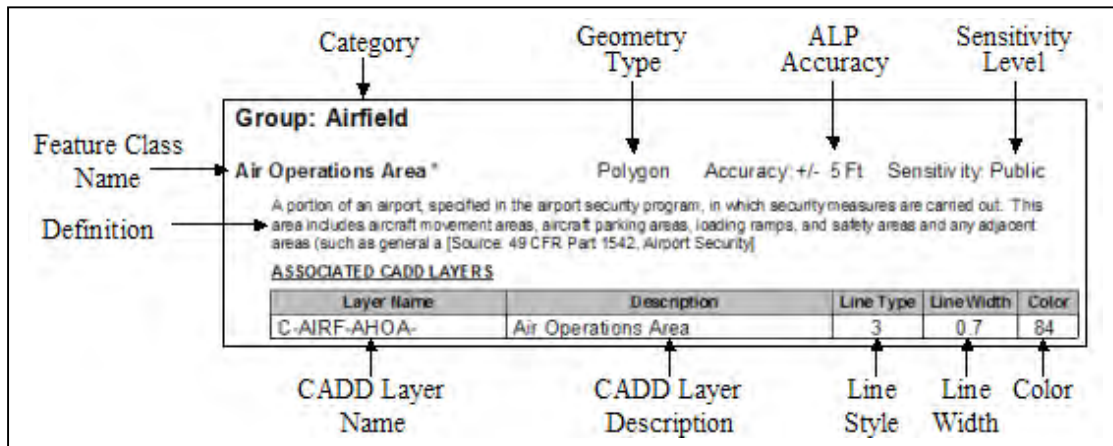 Category
Geometry Type
ALP Accuracy
Sensitivity Level
Group: Airfield
Feature Class Name
Air Operations Area * Polygon Accuracy: +/- 5 Ft Sensitivity: Public
Definition
A portion of an airport, specified in the airport security program, in which security measures are carried out. This
area includes aircraft movement areas, aircraft parking areas, loading ramps, and safety areas and any adjacent
areas (such as general a [Source: 49 CFR Part 1542, Airport Security]
ASSOCIATED CADD LAYERS
Layer Name Description Line Type Line Width Color
C-AIRF-AHOA- Air Operations Area 3 0.7 84
CADD Layer Name
CADD Layer Description
Line Style
Line Width
Color